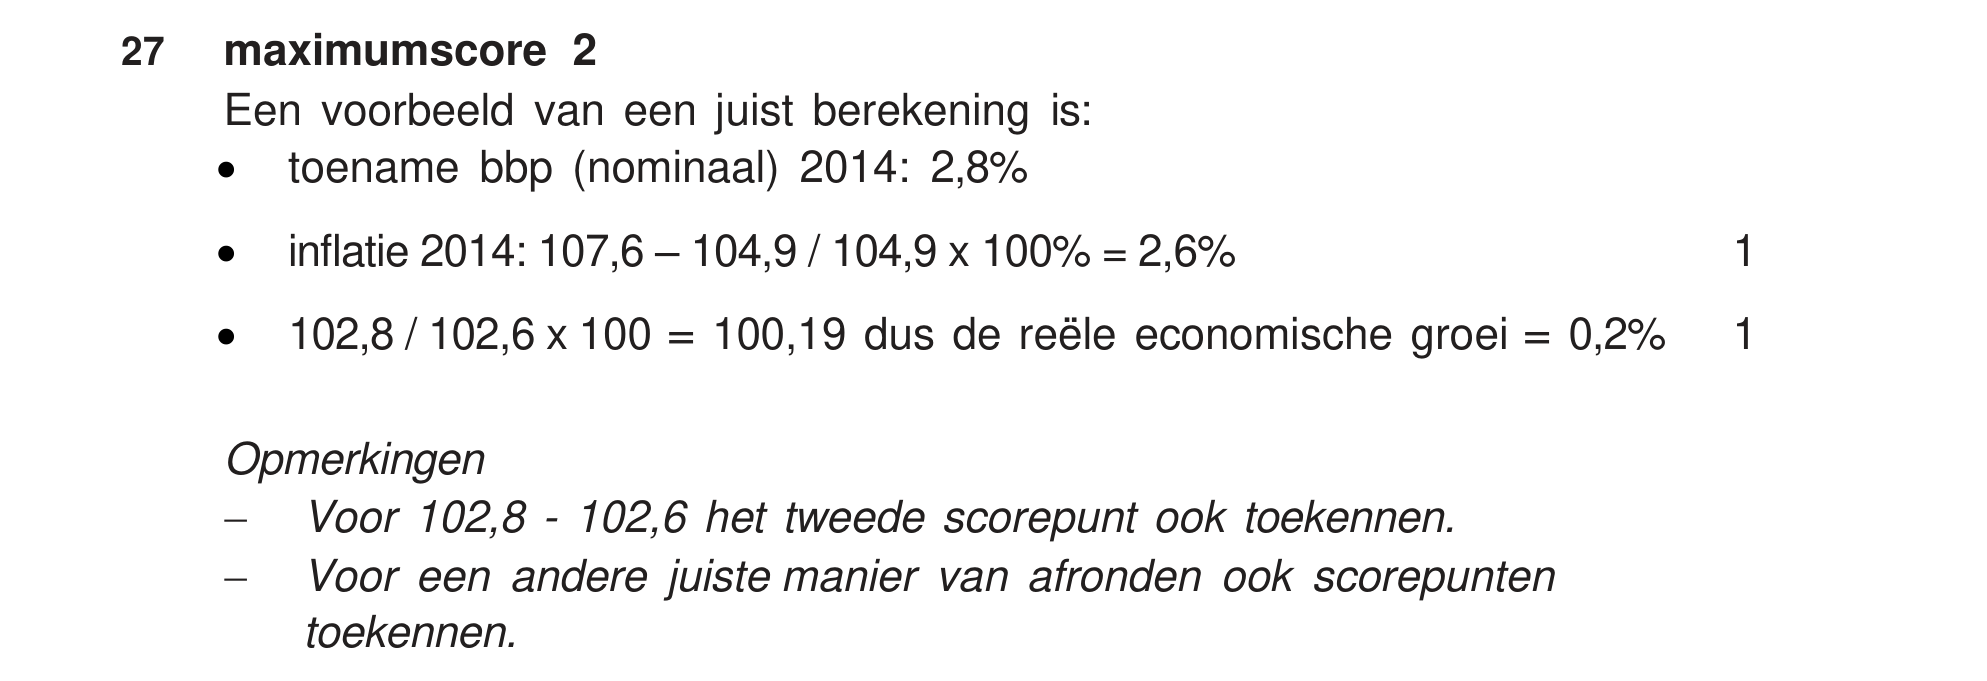 27 maximumscore 2
Een voorbeeld van een juist berekening is:
• toename bbp (nominaal) 2014: 2,8%
• inflatie 2014: 107,6 – 104,9 / 104,9 x 100% = 2,6% 1
• 102,8 / 102,6 x 100 = 100,19 dus de reële economische groei = 0,2% 1
Opmerkingen
– Voor 102,8 - 102,6 het tweede scorepunt ook toekennen.
– Voor een andere juiste manier van afronden ook scorepunten
toekennen.